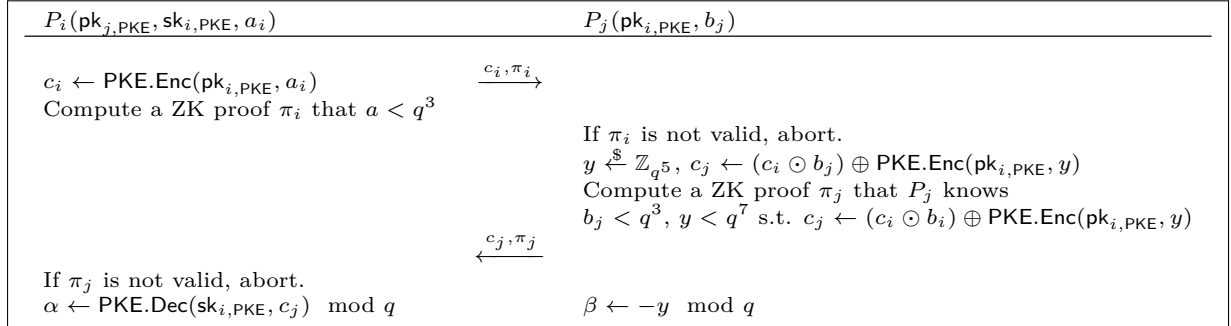 P_i(pk_{j,PKE}, sk_{i,PKE}, a_i) P_j(pk_{i,PKE}, b_j)
c_i ← PKE.Enc(pk_{i,PKE}, a_i) c_i, π_i
Compute a ZK proof π_i that a < q^3
If π_i is not valid, abort.
y ←$ ℤ_{q^5}, c_j ← (c_i ⊙ b_j) ⊕ PKE.Enc(pk_{i,PKE}, y)
Compute a ZK proof π_j that P_j knows
b_j < q^3, y < q^7 s.t. c_j ← (c_i ⊙ b_i) ⊕ PKE.Enc(pk_{i,PKE}, y)
c_j, π_j
If π_j is not valid, abort.
α ← PKE.Dec(sk_{i,PKE}, c_j) mod q β ← −y mod q